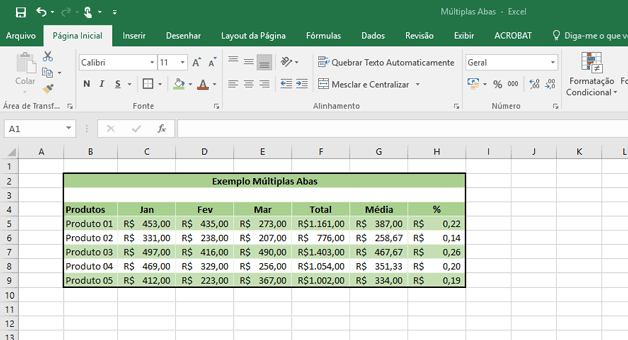 Múltiplas Abas - Excel
Arquivo Página Inicial Inserir Desenhar Layout da Página Fórmulas Dados Revisão Exibir ACROBAT Diga-me o que v
Colar
Calibri 11 A A
Quebrar Texto Automaticamente
Geral
N I S A
Mesclar e Centralizar
% 000
Formatação Condicional
Área de Transf... Fonte Alinhamento Número
A1 fx
A B C D E F G H I J K L
1
2 Exemplo Múltiplas Abas
3
4 Produtos Jan Fev Mar Total Média %
5 Produto 01 R$ 453,00 R$ 435,00 R$ 273,00 R$1.161,00 R$ 387,00 R$ 0,22
6 Produto 02 R$ 331,00 R$ 238,00 R$ 207,00 R$ 776,00 R$ 258,67 R$ 0,14
7 Produto 03 R$ 497,00 R$ 416,00 R$ 490,00 R$1.403,00 R$ 467,67 R$ 0,26
8 Produto 04 R$ 469,00 R$ 329,00 R$ 256,00 R$1.054,00 R$ 351,33 R$ 0,20
9 Produto 05 R$ 412,00 R$ 223,00 R$ 367,00 R$1.002,00 R$ 334,00 R$ 0,19
10
11
12
13